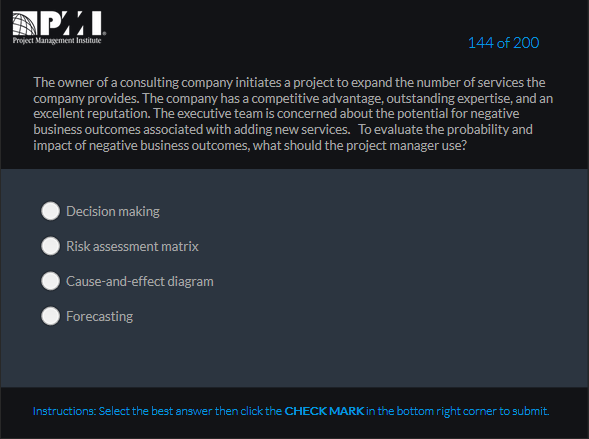 PMI
Project Management Institute
144 of 200
The owner of a consulting company initiates a project to expand the number of services the
company provides. The company has a competitive advantage, outstanding expertise, and an
excellent reputation. The executive team is concerned about the potential for negative
business outcomes associated with adding new services. To evaluate the probability and
impact of negative business outcomes, what should the project manager use?
Decision making
Risk assessment matrix
Cause-and-effect diagram
Forecasting
Instructions: Select the best answer then click the CHECK MARK in the bottom right corner to submit.